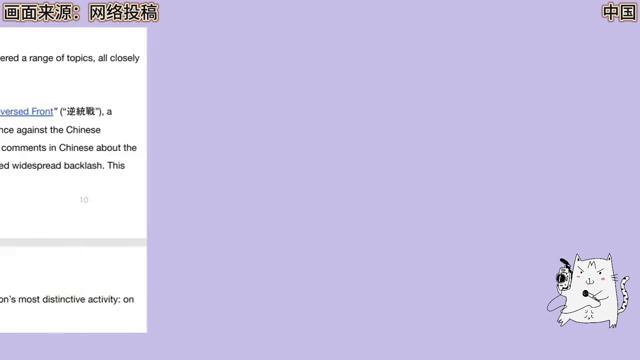 画面来源：网络投稿
中国
ered a range of topics, all closely
versed Front” (“逆統戰”), a
nce against the Chinese
comments in Chinese about the
ed widespread backlash. This
10
on’s most distinctive activity: on